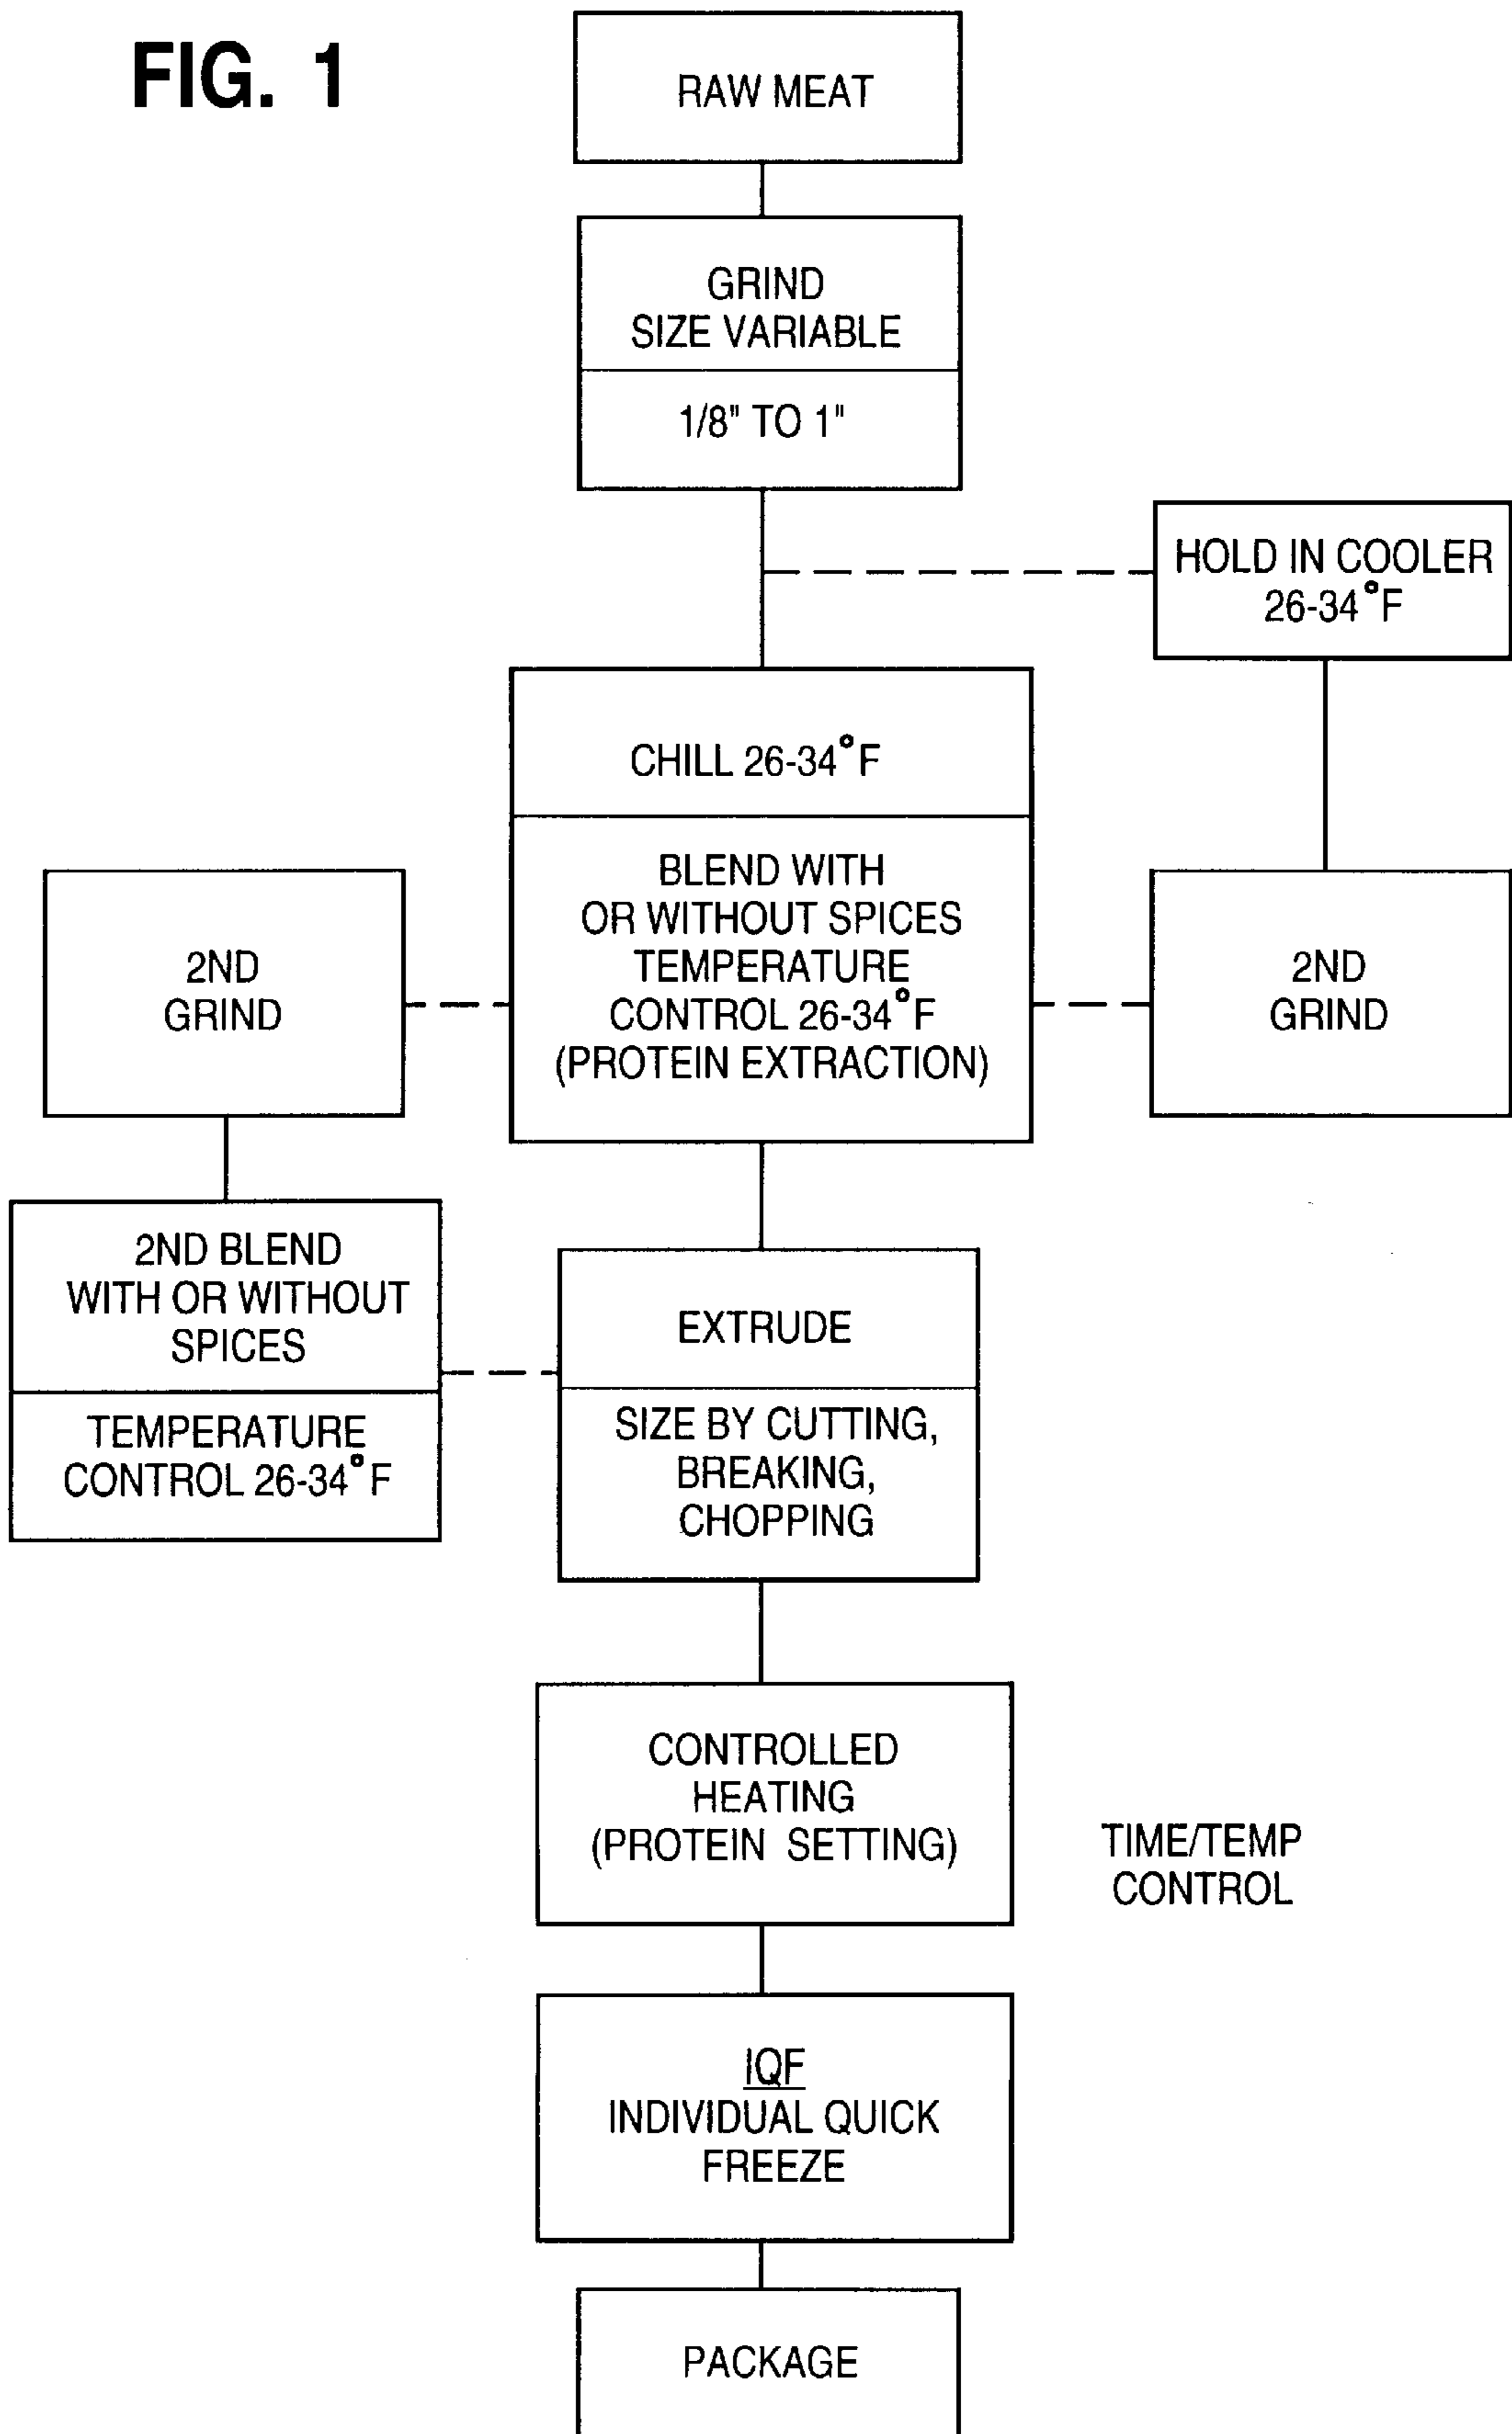 FIG. 1
RAW MEAT
GRIND
SIZE VARIABLE
1/8" TO 1"
HOLD IN COOLER
26-34°F
CHILL 26-34°F
BLEND WITH
OR WITHOUT SPICES
TEMPERATURE
CONTROL 26-34°F
(PROTEIN EXTRACTION)
2ND
GRIND
2ND
GRIND
2ND BLEND
WITH OR WITHOUT
SPICES
TEMPERATURE
CONTROL 26-34°F
EXTRUDE
SIZE BY CUTTING,
BREAKING,
CHOPPING
CONTROLLED
HEATING
(PROTEIN SETTING)
TIME/TEMP
CONTROL
IQF
INDIVIDUAL QUICK
FREEZE
PACKAGE